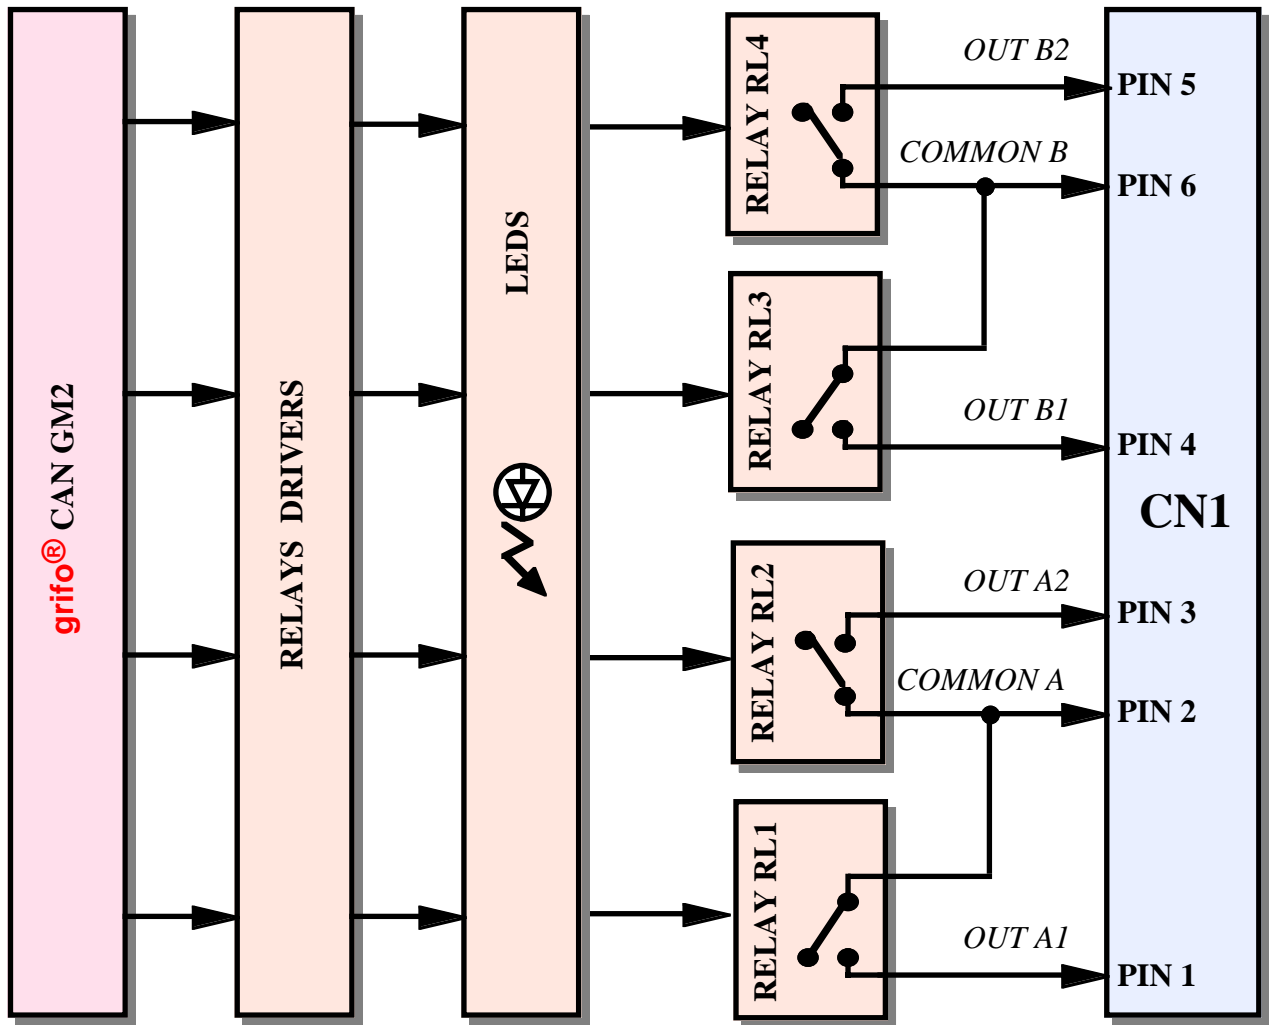 grifo® CAN GM2
RELAYS DRIVERS
LEDS
RELAY RL4
OUT B2
PIN 5
COMMON B
PIN 6
RELAY RL3
OUT B1
PIN 4
CN1
RELAY RL2
OUT A2
PIN 3
COMMON A
PIN 2
RELAY RL1
OUT A1
PIN 1